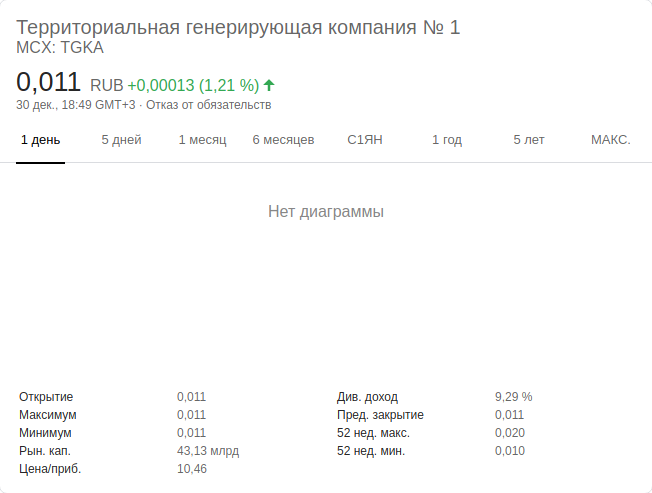 Территориальная генерирующая компания № 1
MCX: TGKA
0,011 RUB +0,00013 (1,21 %)
30 дек., 18:49 GMT+3 · Отказ от обязательств
1 день 5 дней 1 месяц 6 месяцев С1ЯН 1 год 5 лет МАКС.
Нет диаграммы
Открытие 0,011 Див. доход 9,29 %
Максимум 0,011 Пред. закрытие 0,011
Минимум 0,011 52 нед. макс. 0,020
Рын. кап. 43,13 млрд 52 нед. мин. 0,010
Цена/приб. 10,46